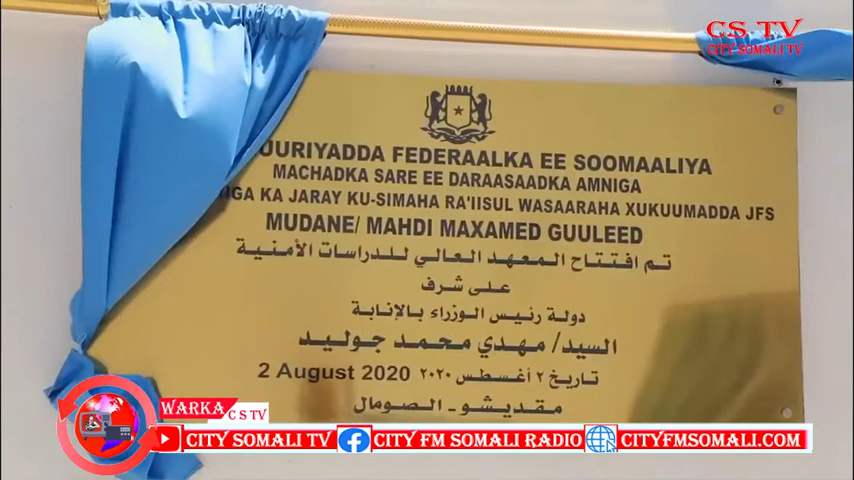 CS TV
CITY SOMALI TV
UURIYADDA FEDERAALKA EE SOOMAALIYA
MACHADKA SARE EE DARAASAADKA AMNIGA
KA JARAY KU-SIMAHA RA'IISUL WASAARAHA XUKUUMADDA JFS
MUDANE/ MAHDI MAXAMED GUULEED
تم افتتاح المعهد العالي للدراسات الأمنية
على شرف
دولة رئيس الوزراء بالإنابة
السيد/ مهدي محمد جوليد
2 August 2020 تاريخ ٢ أغسطس ٢٠٢٠
مقديشو - الصومال
WARKA CS TV
CITY SOMALI TV CITY FM SOMALI RADIO CITYFMSOMALI.COM